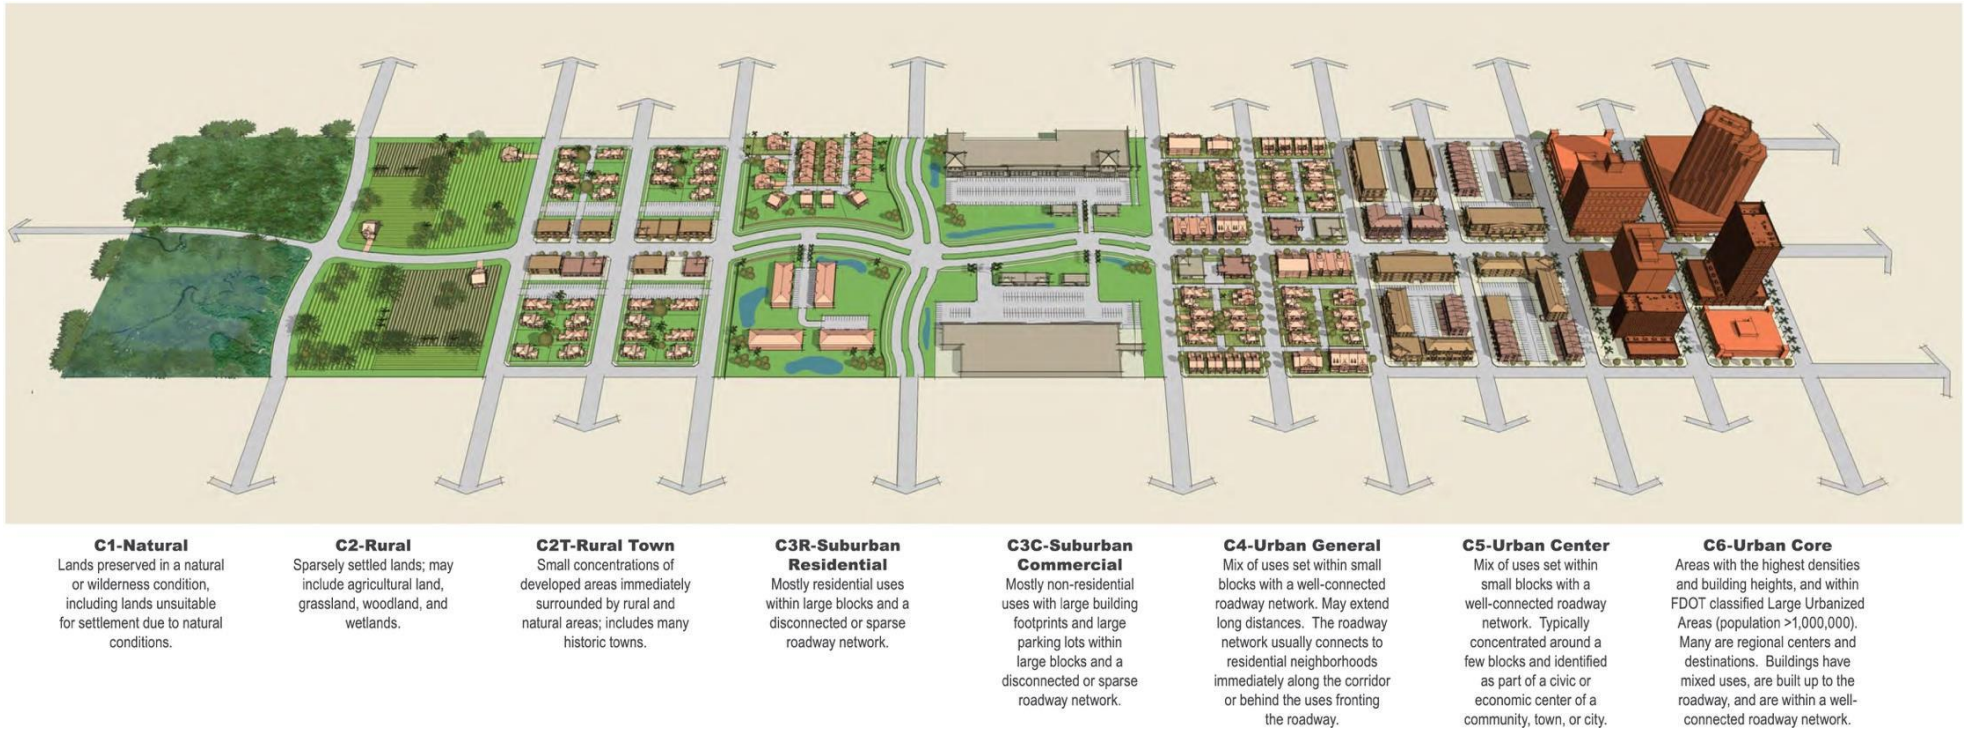 C1-Natural
Lands preserved in a natural
or wilderness condition,
including lands unsuitable
for settlement due to natural
conditions.
C2-Rural
Sparsely settled lands; may
include agricultural land,
grassland, woodland, and
wetlands.
C2T-Rural Town
Small concentrations of
developed areas immediately
surrounded by rural and
natural areas; includes many
historic towns.
C3R-Suburban
Residential
Mostly residential uses
within large blocks and a
disconnected or sparse
roadway network.
C3C-Suburban
Commercial
Mostly non-residential
uses with large building
footprints and large
parking lots within
large blocks and a
disconnected or sparse
roadway network.
C4-Urban General
Mix of uses set within small
blocks with a well-connected
roadway network. May extend
long distances. The roadway
network usually connects to
residential neighborhoods
immediately along the corridor
or behind the uses fronting
the roadway.
C5-Urban Center
Mix of uses set within
small blocks with a
well-connected roadway
network. Typically
concentrated around a
few blocks and identified
as part of a civic or
economic center of a
community, town, or city.
C6-Urban Core
Areas with the highest densities
and building heights, and within
FDOT classified Large Urbanized
Areas (population >1,000,000).
Many are regional centers and
destinations. Buildings have
mixed uses, are built up to the
roadway, and are within a well-
connected roadway network.